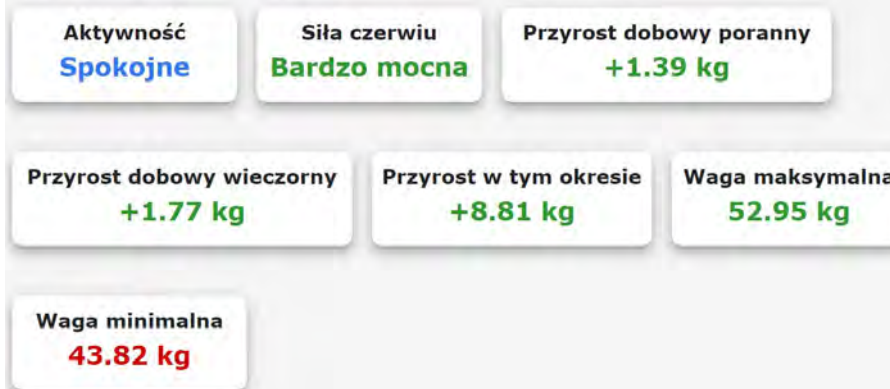 Aktywność
Spokojne
Siła czerwiu
Bardzo mocna
Przyrost dobowy poranny
+1.39 kg
Przyrost dobowy wieczorny
+1.77 kg
Przyrost w tym okresie
+8.81 kg
Waga maksymalna
52.95 kg
Waga minimalna
43.82 kg